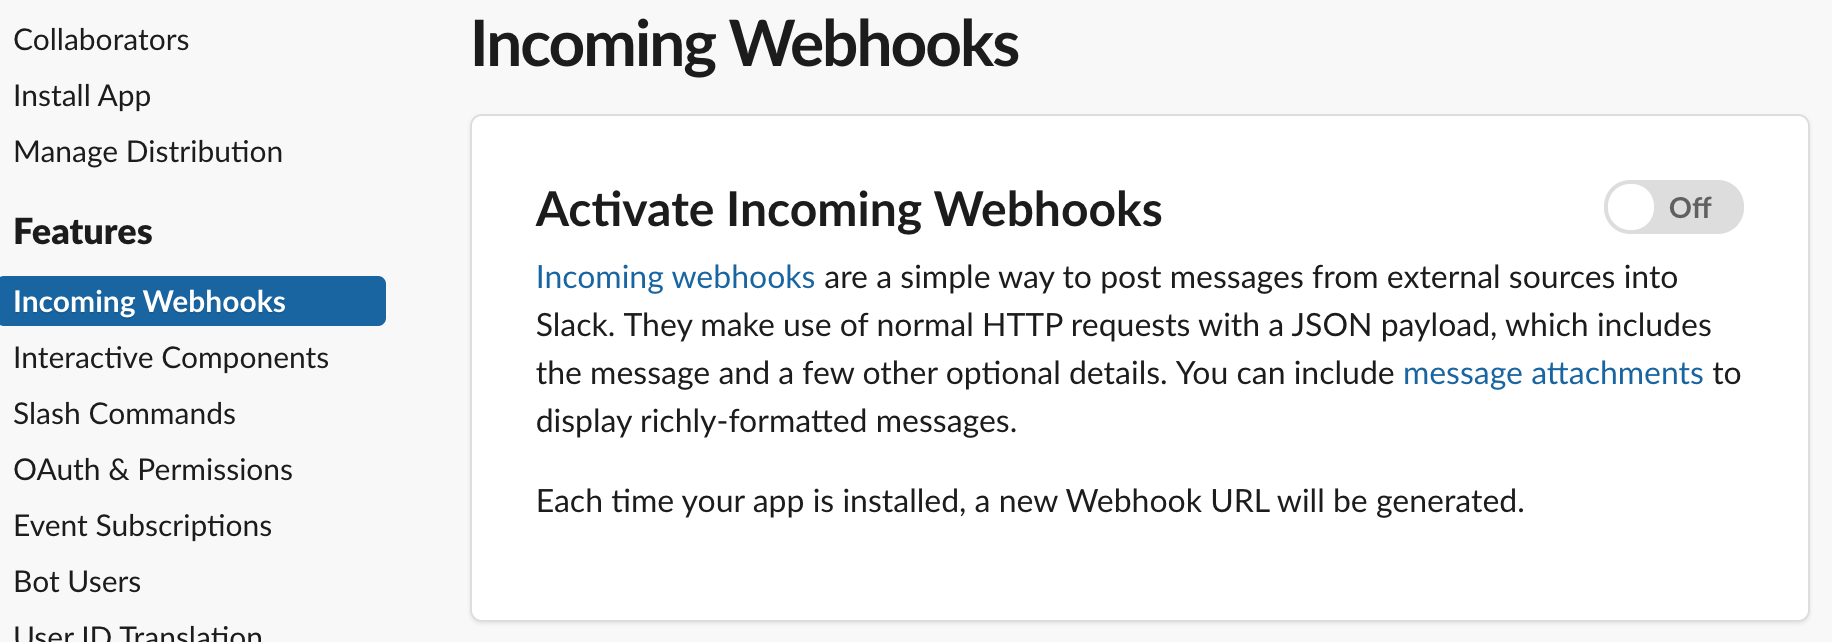 Collaborators
Install App
Manage Distribution
Features
Incoming Webhooks
Interactive Components
Slash Commands
OAuth & Permissions
Event Subscriptions
Bot Users
User ID Translation
Incoming Webhooks
Activate Incoming Webhooks
Off
Incoming webhooks are a simple way to post messages from external sources into
Slack. They make use of normal HTTP requests with a JSON payload, which includes
the message and a few other optional details. You can include message attachments to
display richly-formatted messages.
Each time your app is installed, a new Webhook URL will be generated.